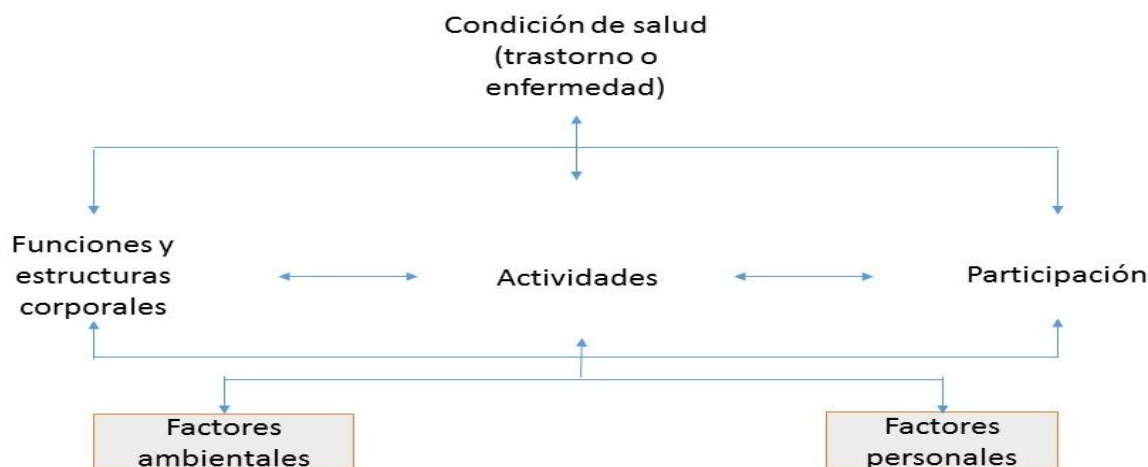 Condición de salud
(trastorno o
enfermedad)
Funciones y
estructuras
corporales
Actividades
Participación
Factores
ambientales
Factores
personales